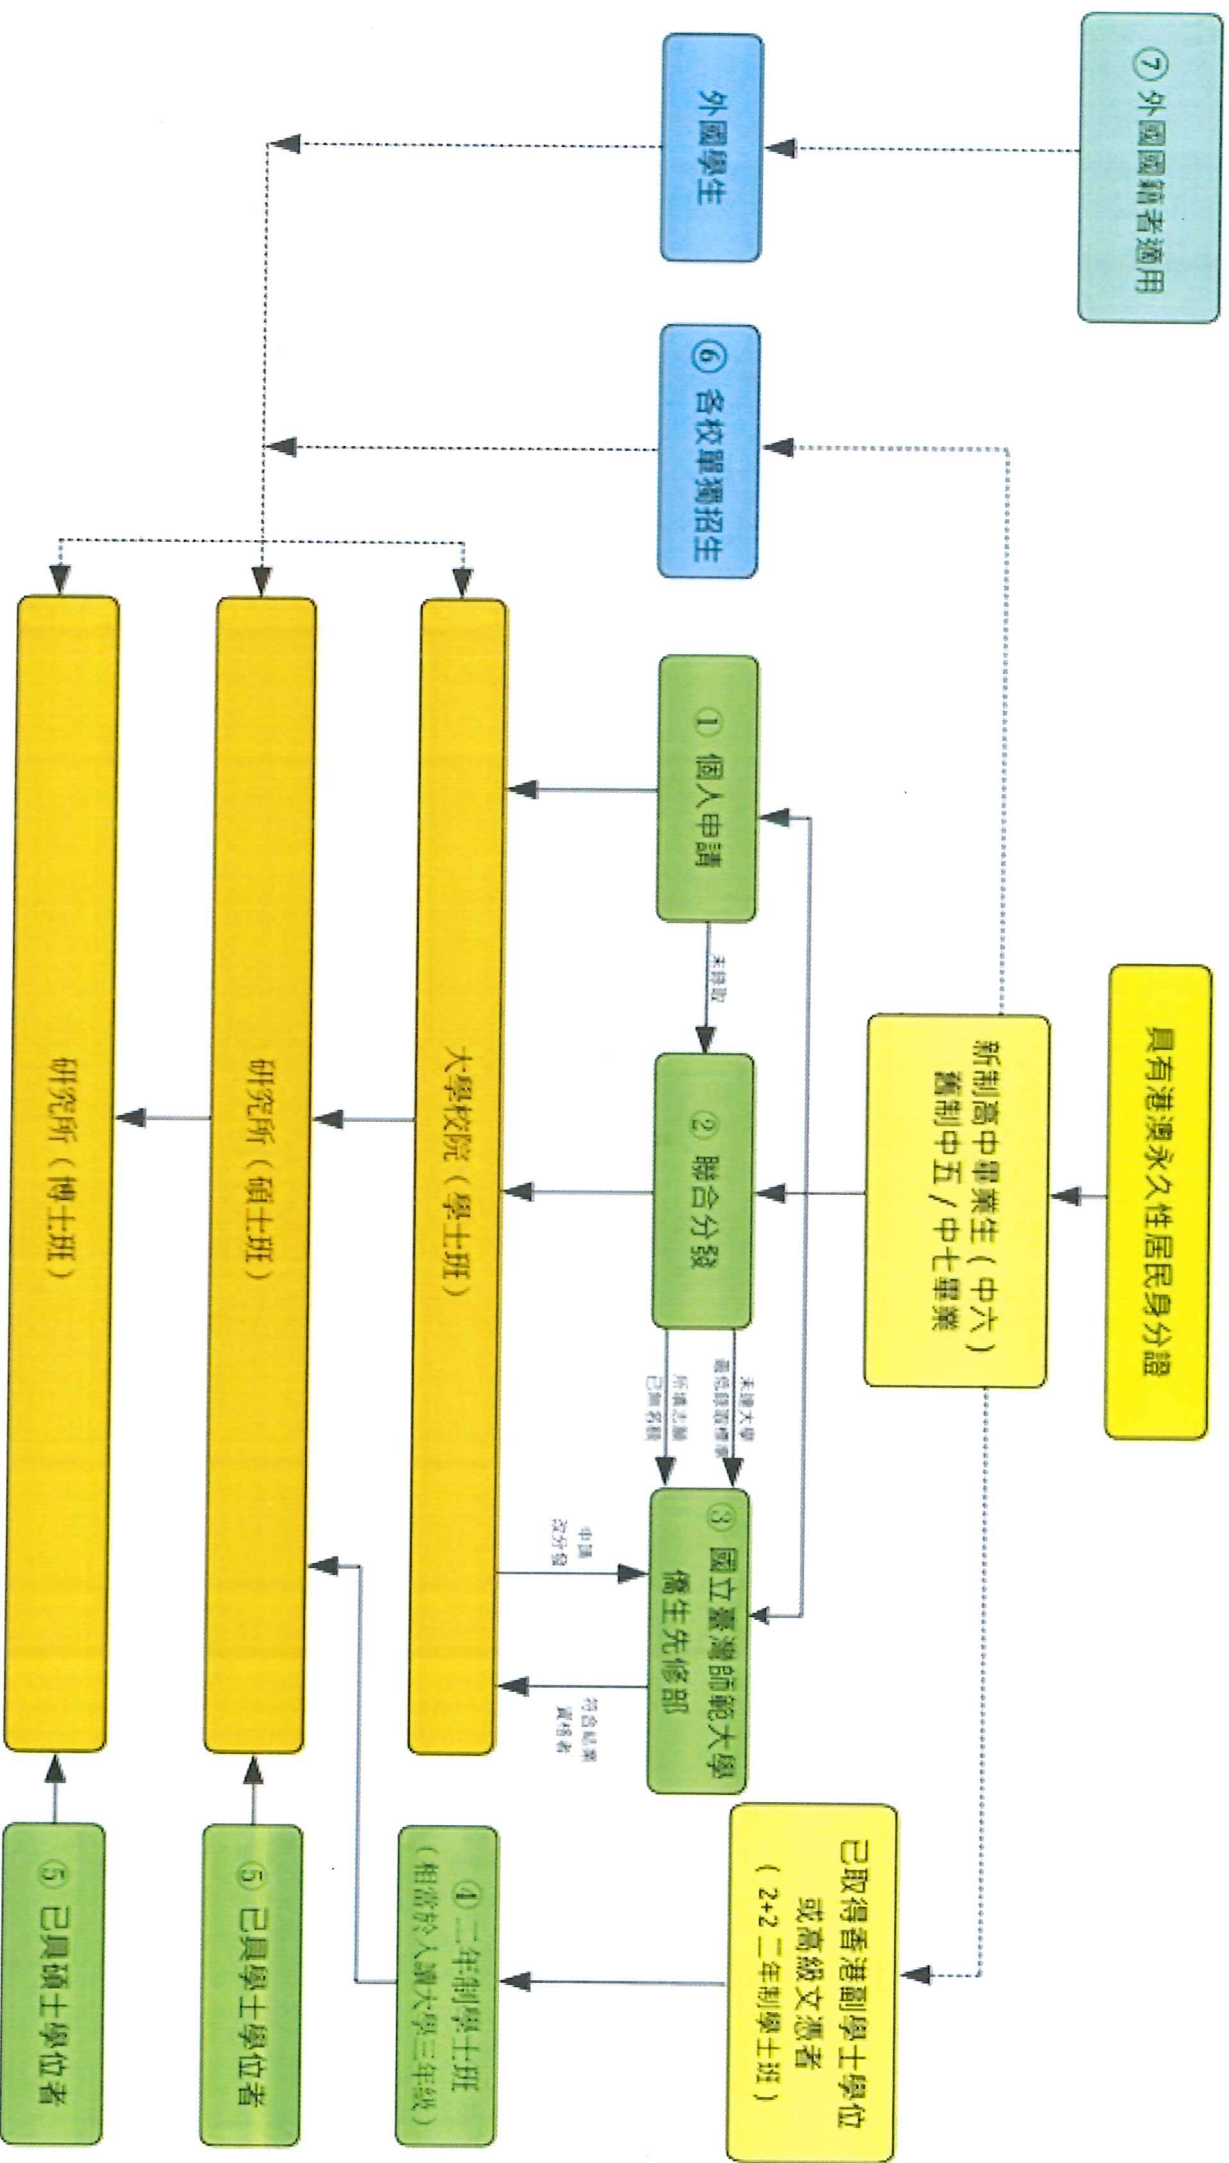 ⑦ 外國國籍者適用
具有港澳永久性居民身分證
新制高中畢業生（中六）
舊制中五 / 中七畢業
已取得香港副學士學位
或高級文憑者
（2+2 二年制學士班）
外國學生
⑥ 各校單獨招生
① 個人申請
未錄取
② 聯合分發
未達大學
最低錄取標準
所填志願
已無名額
③ 國立臺灣師範大學
僑生先修部
申請
改分發
符合結業
資格者
大學校院（學士班）
④ 二年制學士班
（相當於入讀大學三年級）
研究所（碩士班）
⑤ 已具學士學位者
研究所（博士班）
⑤ 已具碩士學位者